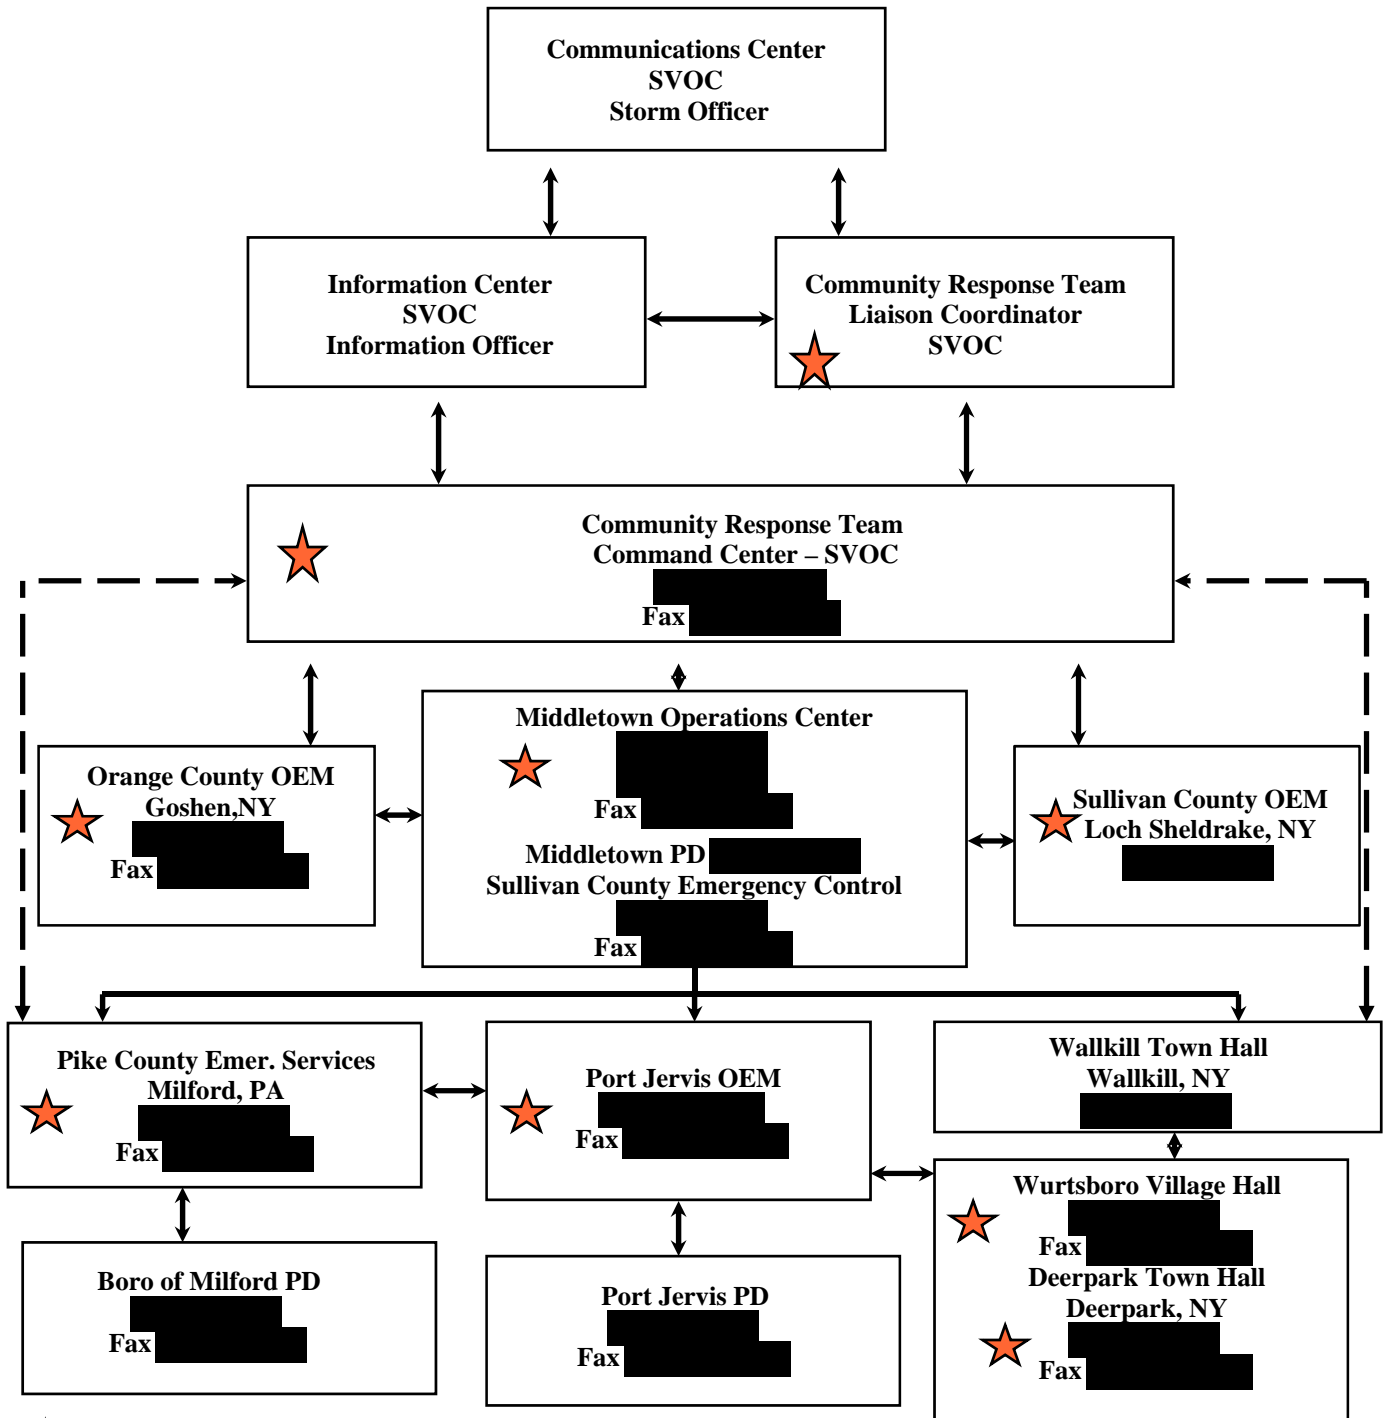 Communications Center
SVOC
Storm Officer
Information Center
SVOC
Information Officer
Community Response Team
Liaison Coordinator
SVOC
Community Response Team
Command Center – SVOC
Fax
Middletown Operations Center
Fax
Middletown PD
Sullivan County Emergency Control
Fax
Orange County OEM
Goshen,NY
Fax
Sullivan County OEM
Loch Sheldrake, NY
Pike County Emer. Services
Milford, PA
Fax
Port Jervis OEM
Fax
Wallkill Town Hall
Wallkill, NY
Wurtsboro Village Hall
Fax
Deerpark Town Hall
Deerpark, NY
Fax
Boro of Milford PD
Fax
Port Jervis PD
Fax